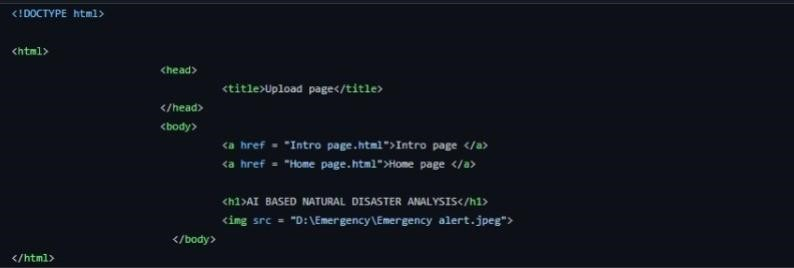 <!DOCTYPE html>
<html>
<head>
<title>Upload page</title>
</head>
<body>
<a href = "Intro page.html">Intro page </a>
<a href = "Home page.html">Home page </a>
<h1>AI BASED NATURAL DISASTER ANALYSIS</h1>
<img src = "D:\Emergency\Emergency alert.jpeg">
</body>
</html>